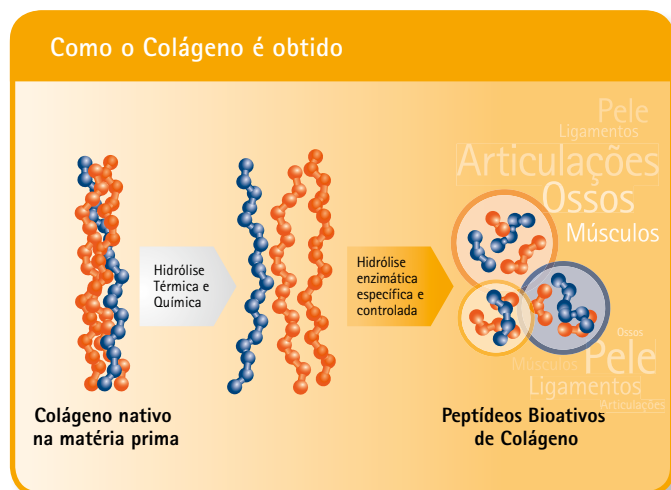 Como o Colágeno é obtido
Pele
Ligamentos
Articulações
Ossos
Músculos
Hidrólise
Térmica e
Química
Hidrólise
enzimática
específica e
controlada
Ossos
Músculos
Pele
Ligamentos
Articulações
Colágeno nativo
na matéria prima
Peptídeos Bioativos
de Colágeno